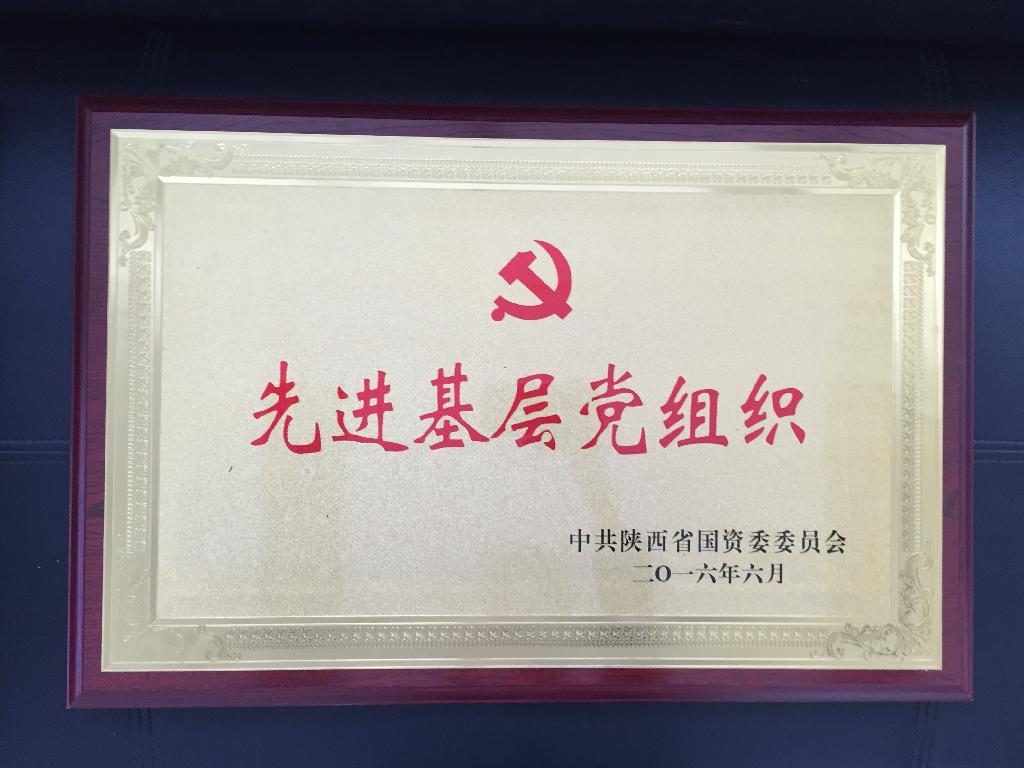 先进基层党组织
中共陕西省国资委委员会
二O一六年六月